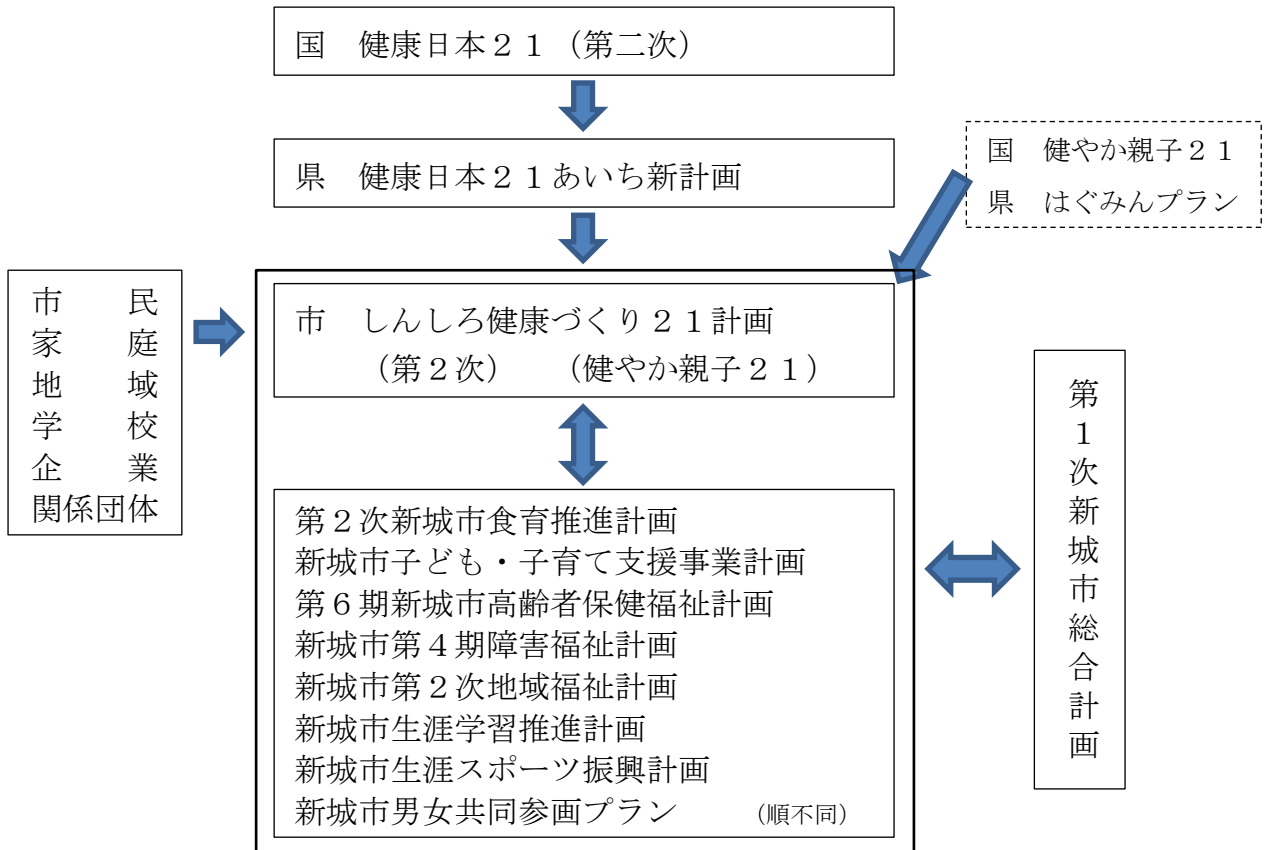 国　健康日本２１（第二次）
県　健康日本２１あいち新計画
国　健やか親子２１
県　はぐみんプラン
市　　民
家　　庭
地　　域
学　　校
企　　業
関係団体
市　しんしろ健康づくり２１計画
（第２次）　（健やか親子２１）
第２次新城市食育推進計画
新城市子ども・子育て支援事業計画
第６期新城市高齢者保健福祉計画
新城市第４期障害福祉計画
新城市第２次地域福祉計画
新城市生涯学習推進計画
新城市生涯スポーツ振興計画
新城市男女共同参画プラン　　（順不同）
第１次新城市総合計画